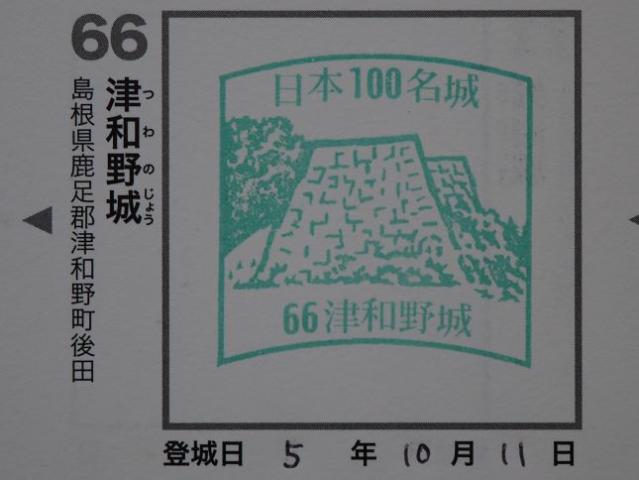 66
津和野城
つわのじょう
島根県鹿足郡津和野町後田
日本100名城
66津和野城
登城日 5 年 10 月 11 日